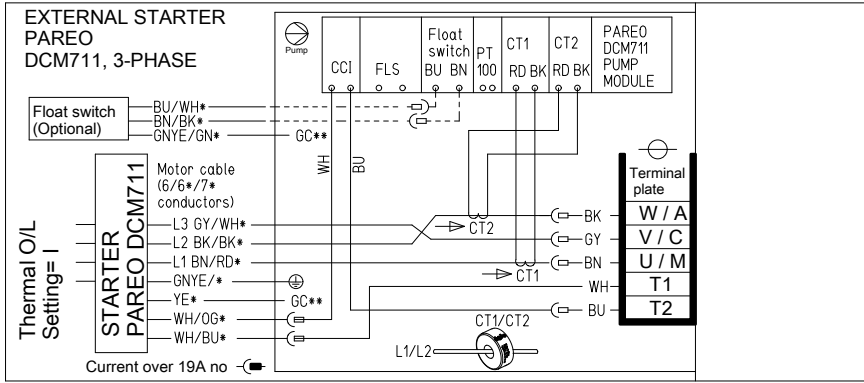 EXTERNAL STARTER
PAREO
DCM711, 3-PHASE
Pump
CCI
FLS
Float
switch
BU BN
PT
100
CT1
RD BK
CT2
RD BK
PAREO
DCM711
PUMP
MODULE
Float switch
(Optional)
BU/WH*
BN/BK*
GNYE/GN*
GC**
WH
BU
Motor cable
(6/6*/7*
conductors)
Thermal O/L
Setting= I
STARTER
PAREO DCM711
L3 GY/WH*
L2 BK/BK*
L1 BN/RD*
GNYE/*
YE*
GC**
WH/OG*
WH/BU*
CT2
CT1
Terminal
plate
BK
W / A
GY
V / C
BN
U / M
WH
T1
BU
T2
CT1/CT2
L1/L2
Current over 19A no